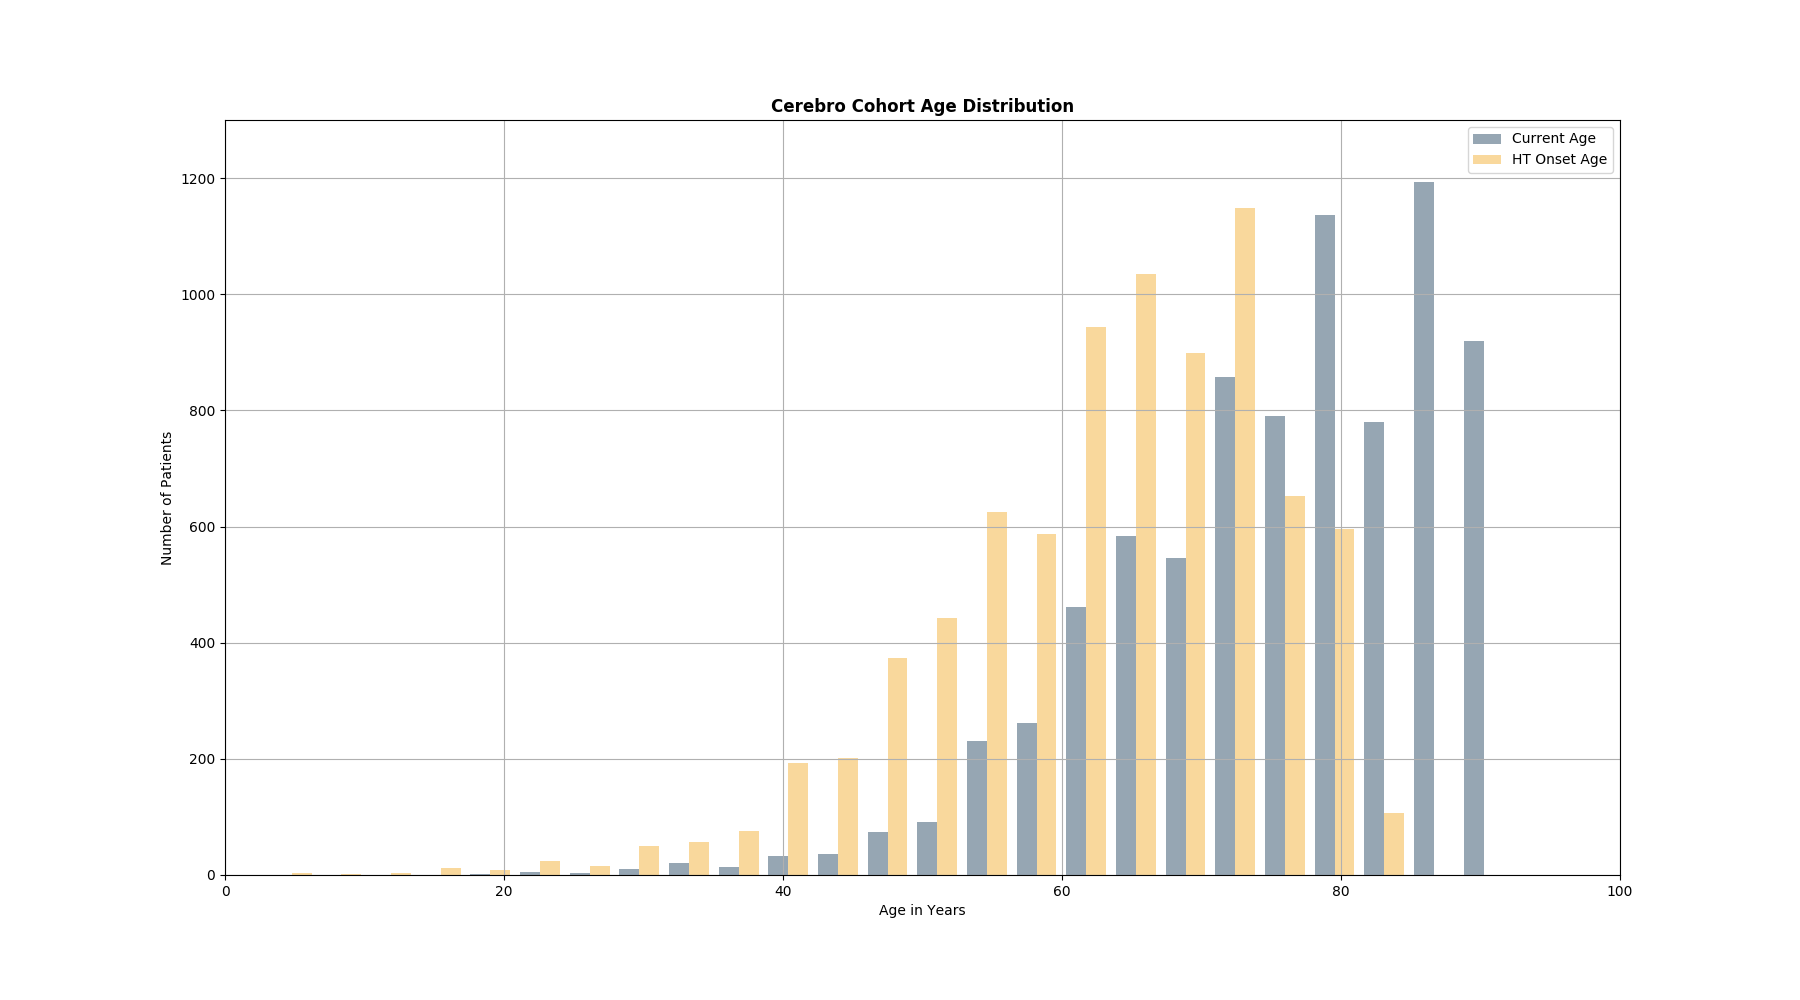 Cerebro Cohort Age Distribution
Current Age
HT Onset Age
1200
1000
800
600
400
200
0
Number of Patients
0 20 40 60 80 100
Age in Years